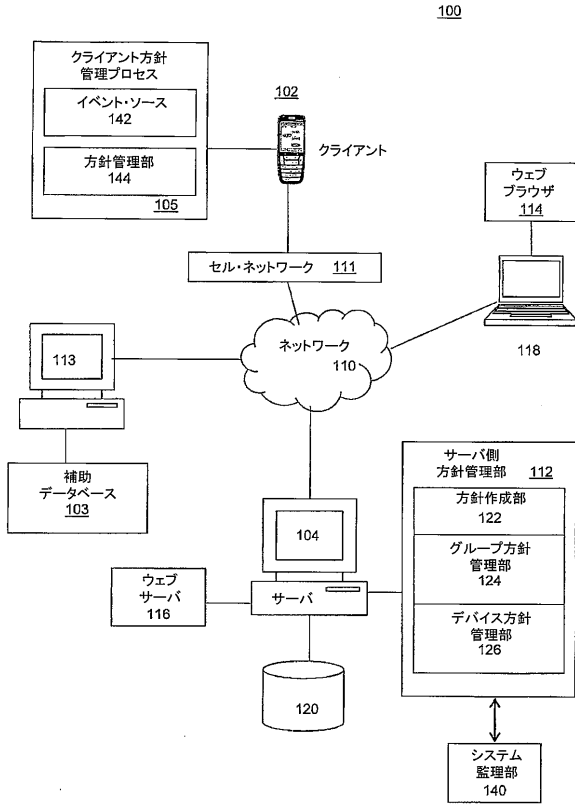 100
クライアント方針
管理プロセス
イベント・ソース
142
方針管理部
144
105
102
クライアント
ウェブ
ブラウザ
114
セル・ネットワーク 111
ネットワーク
110
118
113
補助
データベース
103
サーバ側
方針管理部 112
方針作成部
122
グループ方針
管理部
124
デバイス方針
管理部
126
104
サーバ
ウェブ
サーバ
116
120
システム
監理部
140